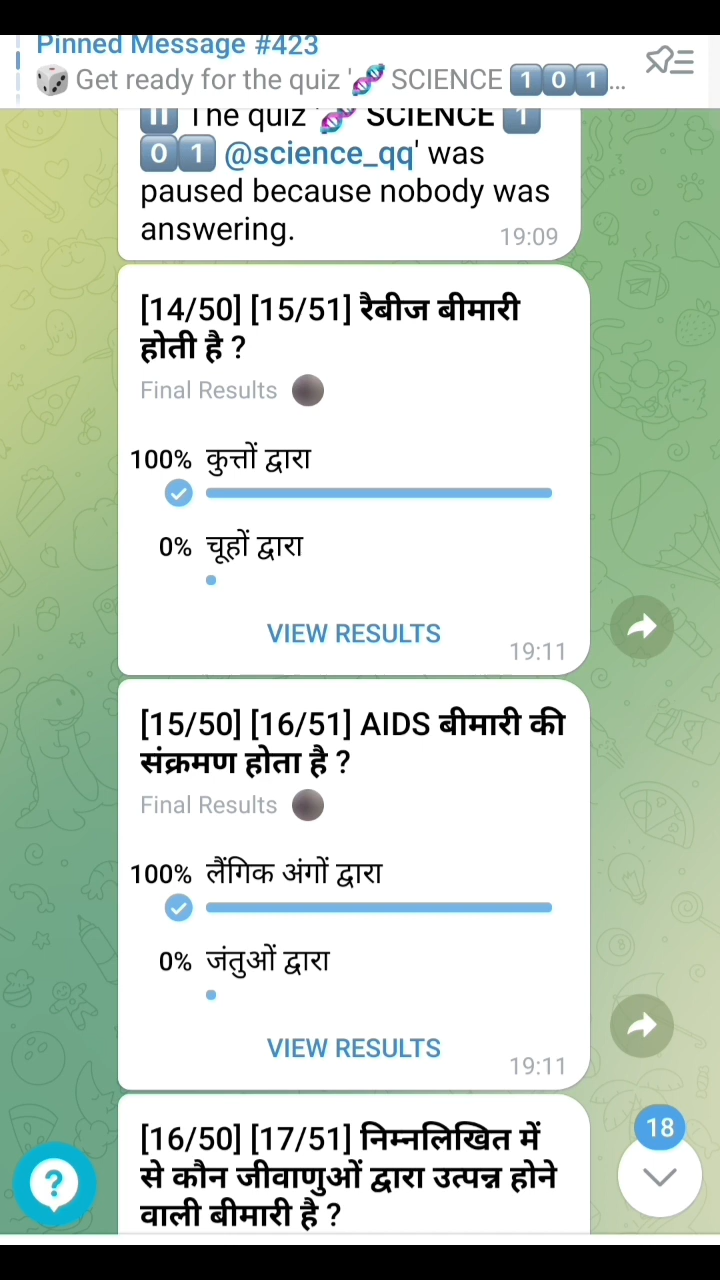 Pinned Message #423
🎲 Get ready for the quiz '🧬 SCIENCE 1️⃣0️⃣1️⃣...
⏸ The quiz '🧬 SCIENCE 1️⃣
0️⃣1️⃣ @science_qq' was
paused because nobody was
answering.
19:09
[14/50] [15/51] रैबीज बीमारी
होती है ?
Final Results
100% कुत्तों द्वारा
0% चूहों द्वारा
VIEW RESULTS
19:11
[15/50] [16/51] AIDS बीमारी की
संक्रमण होता है ?
Final Results
100% लैंगिक अंगों द्वारा
0% जंतुओं द्वारा
VIEW RESULTS
19:11
[16/50] [17/51] निम्नलिखित में
से कौन जीवाणुओं द्वारा उत्पन्न होने
वाली बीमारी है ?
18
?